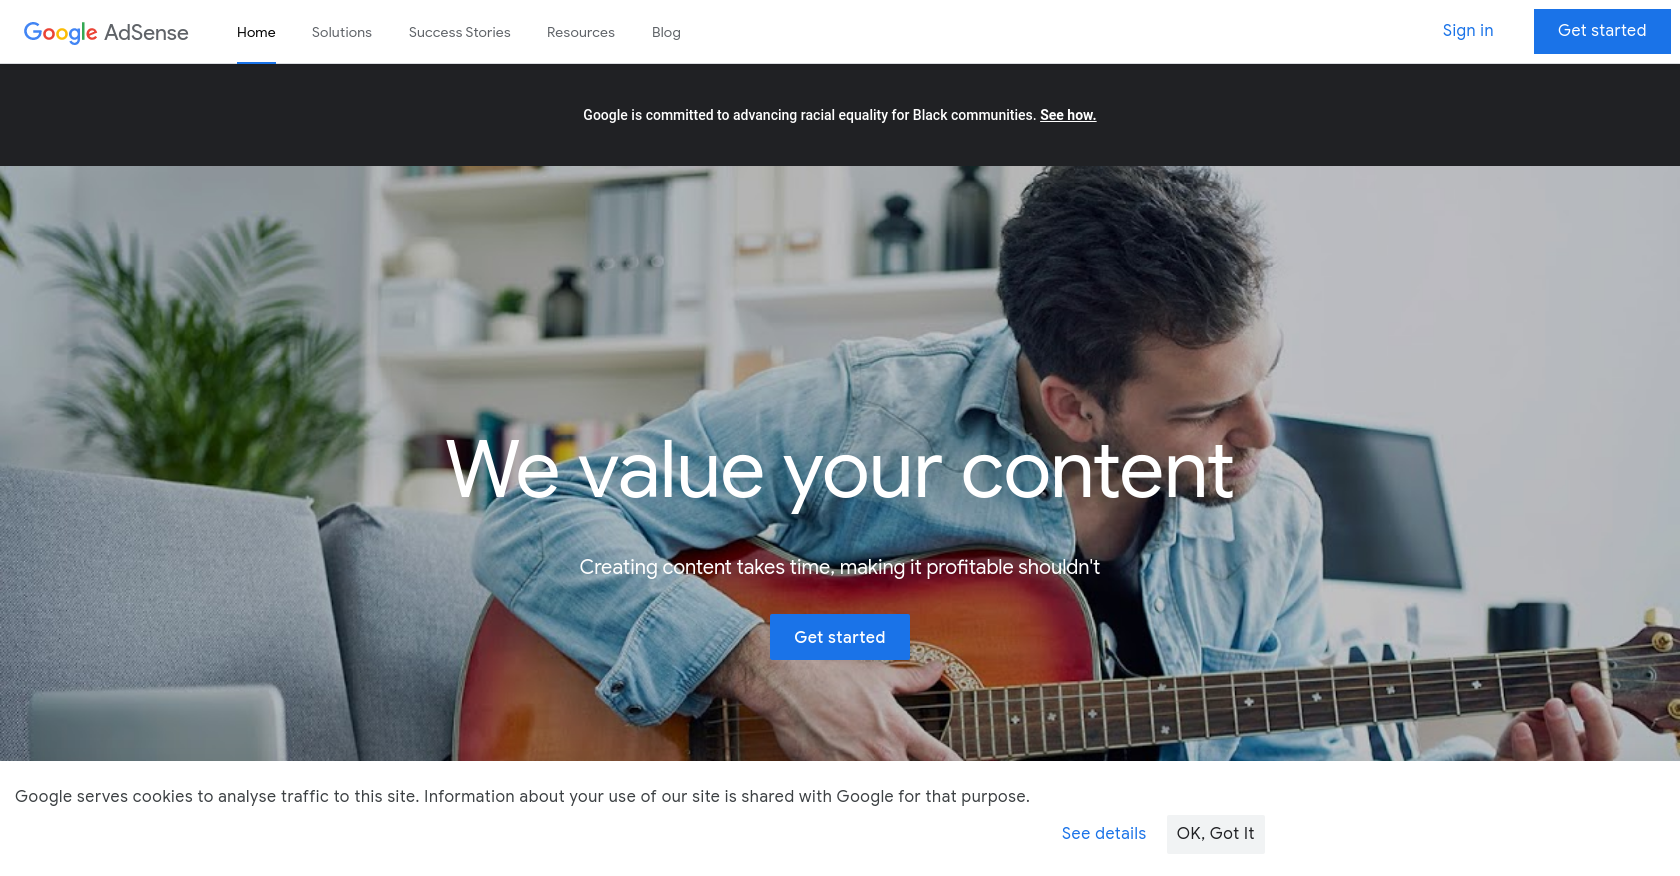 Google AdSense Home Solutions Success Stories Resources Blog Sign in Get started
Google is committed to advancing racial equality for Black communities. See how.
We value your content
Creating content takes time, making it profitable shouldn't
Get started
Google serves cookies to analyse traffic to this site. Information about your use of our site is shared with Google for that purpose.
See details OK, Got It